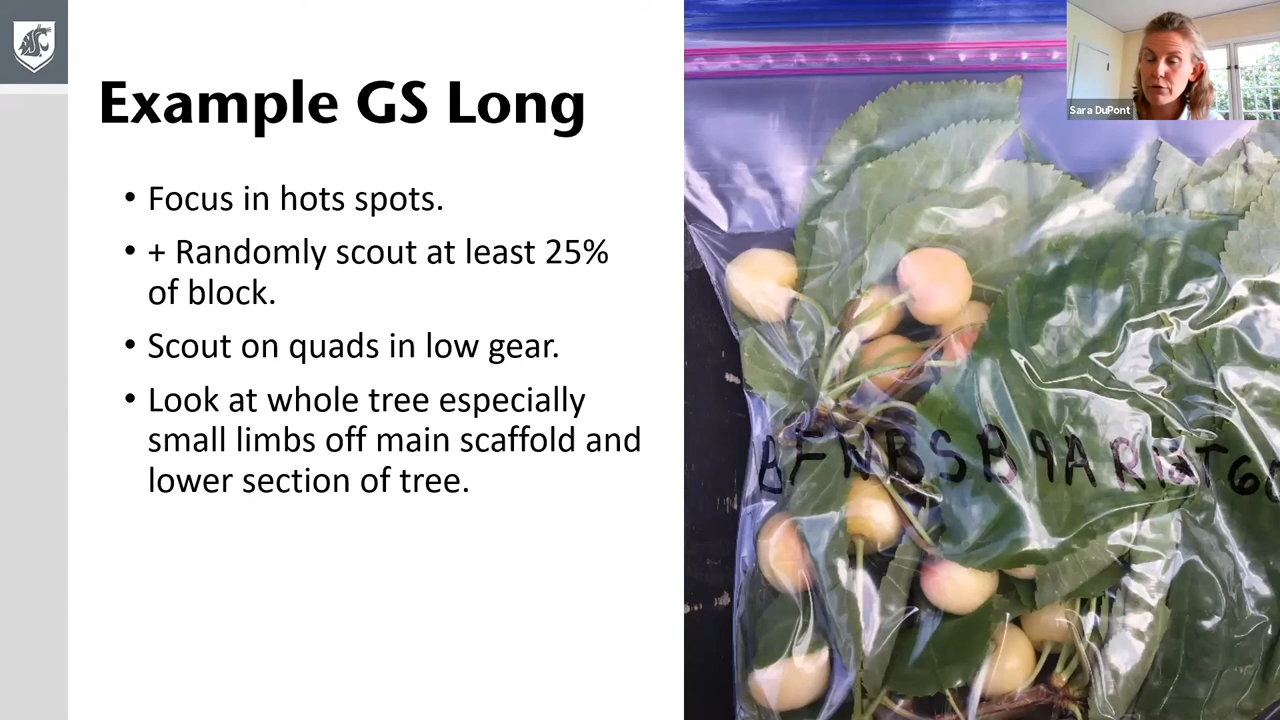 Example GS Long
• Focus in hots spots.
• + Randomly scout at least 25%
of block.
• Scout on quads in low gear.
• Look at whole tree especially
small limbs off main scaffold and
lower section of tree.
Sara DuPont